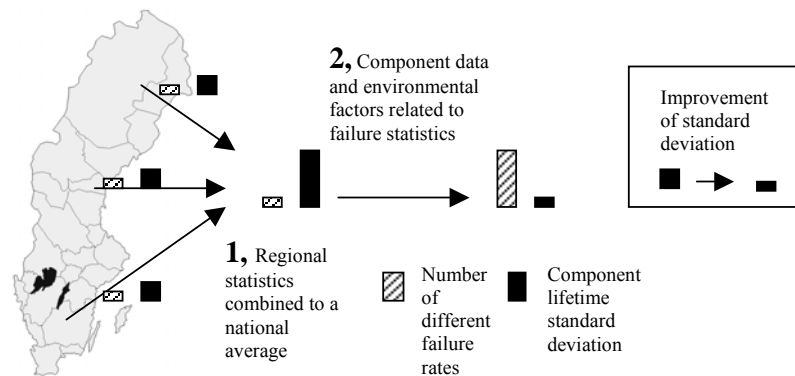 2, Component data
and environmental
factors related to
failure statistics
Improvement
of standard
deviation
1, Regional
statistics
combined to a
national
average
Number
of
different
failure
rates
Component
lifetime
standard
deviation